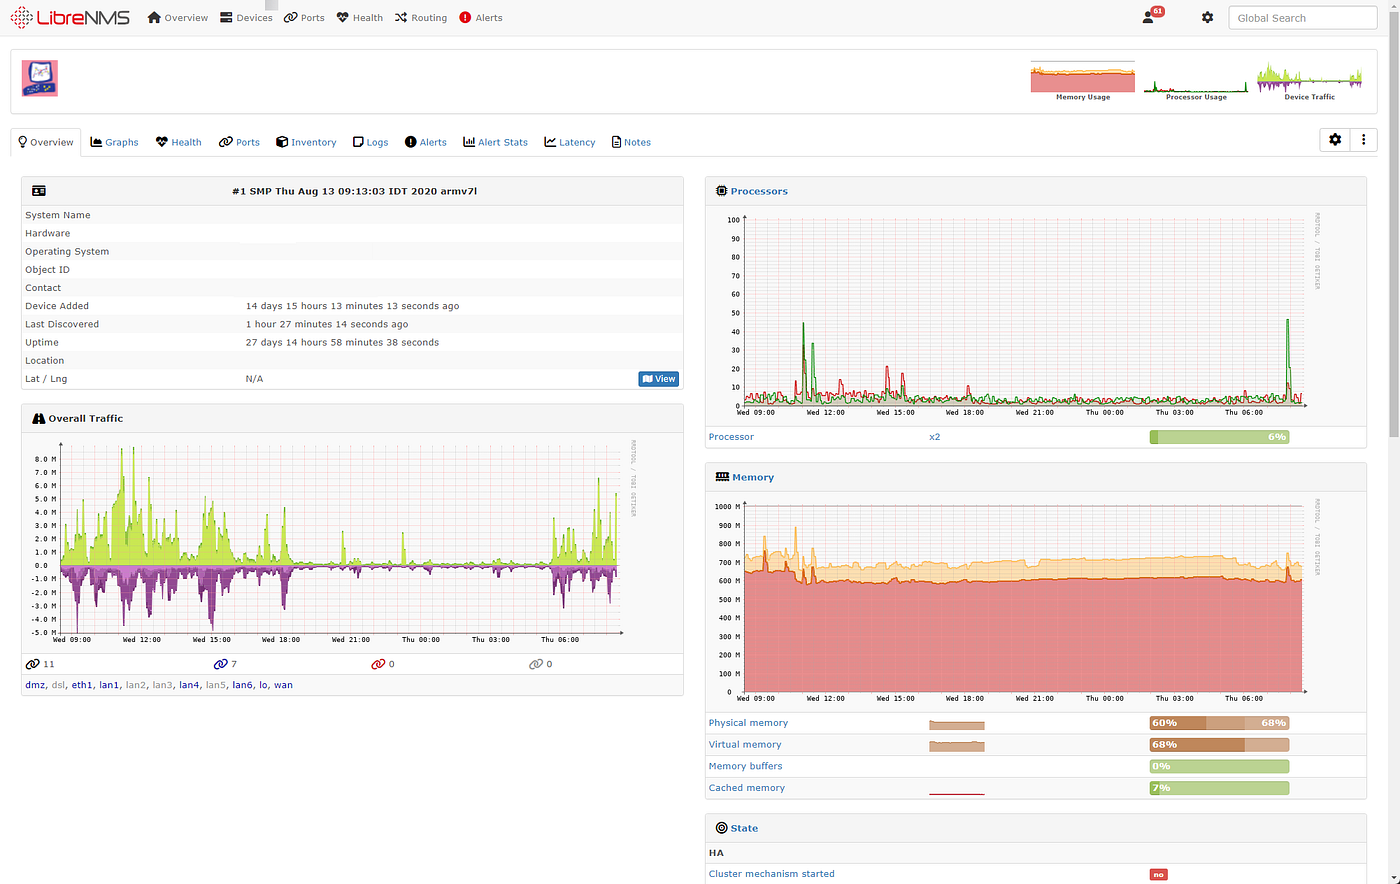 LibreNMS Overview Devices Ports Health Routing Alerts 61 Global Search
Memory Usage Processor Usage Device Traffic
Overview Graphs Health Ports Inventory Logs Alerts Alert Stats Latency Notes
#1 SMP Thu Aug 13 09:13:03 IDT 2020 armv7l
System Name
Hardware
Operating System
Object ID
Contact
Device Added 14 days 15 hours 13 minutes 13 seconds ago
Last Discovered 1 hour 27 minutes 14 seconds ago
Uptime 27 days 14 hours 58 minutes 38 seconds
Location
Lat / Lng N/A View
Overall Traffic
RRDTOOL / TOBI OETIKER
8.0 M
7.0 M
6.0 M
5.0 M
4.0 M
3.0 M
2.0 M
1.0 M
0.0
-1.0 M
-2.0 M
-3.0 M
-4.0 M
-5.0 M
Wed 09:00 Wed 12:00 Wed 15:00 Wed 18:00 Wed 21:00 Thu 00:00 Thu 03:00 Thu 06:00
11 7 0 0
dmz, dsl, eth1, lan1, lan2, lan3, lan4, lan5, lan6, lo, wan
Processors
RRDTOOL / TOBI OETIKER
100
90
80
70
60
50
40
30
20
10
0
Wed 09:00 Wed 12:00 Wed 15:00 Wed 18:00 Wed 21:00 Thu 00:00 Thu 03:00 Thu 06:00
Processor x2 6%
Memory
RRDTOOL / TOBI OETIKER
1000 M
900 M
800 M
700 M
600 M
500 M
400 M
300 M
200 M
100 M
0
Wed 09:00 Wed 12:00 Wed 15:00 Wed 18:00 Wed 21:00 Thu 00:00 Thu 03:00 Thu 06:00
Physical memory 60% 68%
Virtual memory 68%
Memory buffers 0%
Cached memory 7%
State
HA
Cluster mechanism started no